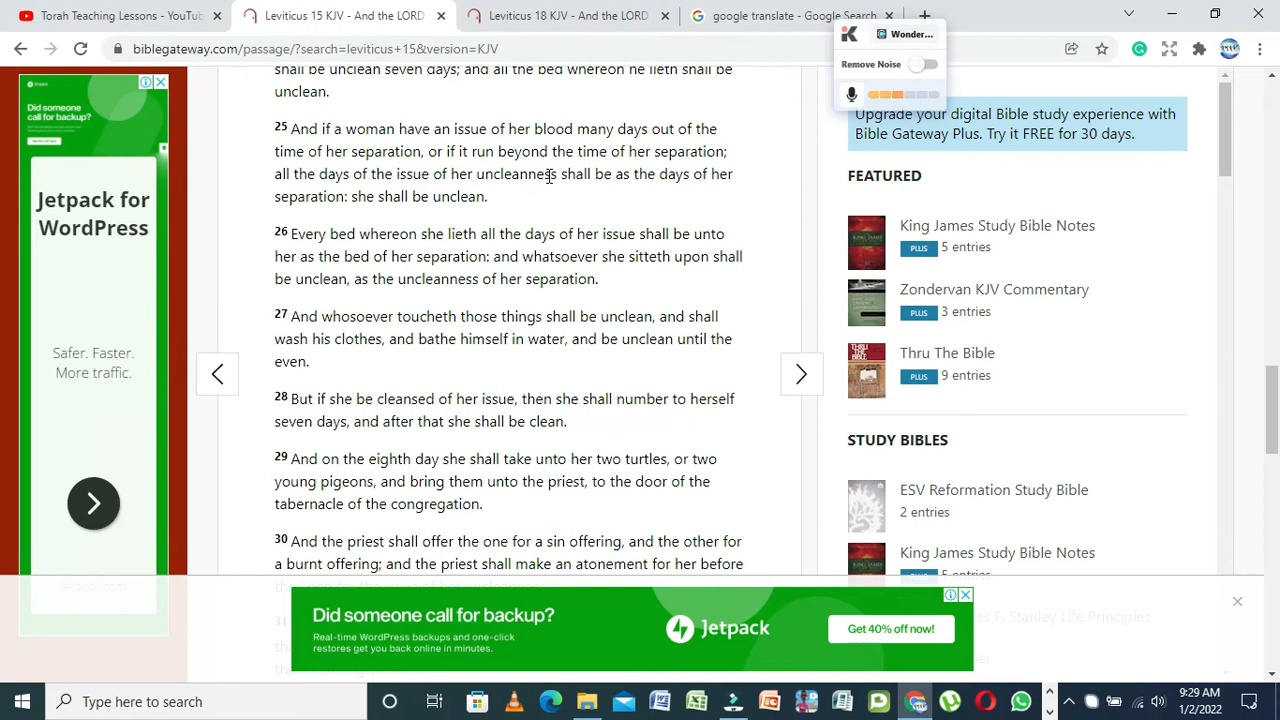 Torah Teaching Lessons - YouTub
Leviticus 15 KJV - And the LORD
Leviticus 18 KJV - And the LORD
google translate - Google Search
Wonder...
Remove Noise
biblegateway.com/passage/?search=leviticus+15&version=KJV
shall be unclean seven days; and all the bed whereon he lieth shall be
unclean.
25 And if a woman have an issue of her blood many days out of the
time of her separation, or if it run beyond the time of her separation;
all the days of the issue of her uncleanness shall be as the days of her
separation: she shall be unclean.
26 Every bed whereon she lieth all the days of her issue shall be unto
her as the bed of her separation: and whatsoever she sitteth upon shall
be unclean, as the uncleanness of her separation.
27 And whosoever toucheth those things shall be unclean, and shall
wash his clothes, and bathe himself in water, and be unclean until the
even.
28 But if she be cleansed of her issue, then she shall number to herself
seven days, and after that she shall be clean.
29 And on the eighth day she shall take unto her two turtles, or two
young pigeons, and bring them unto the priest, to the door of the
tabernacle of the congregation.
30 And the priest shall offer the one for a sin offering, and the other for
a burnt offering; and the priest shall make an atonement for her before
31
Did someone
call for backup?
Jetpack for
WordPress
Safer. Faster.
More traffic.
Upgrade your digital Bible study experience with
Bible Gateway Plus. Try it FREE for 30 days.
FEATURED
King James Study Bible Notes
PLUS 5 entries
Zondervan KJV Commentary
PLUS 3 entries
THRU THE BIBLE
Thru The Bible
PLUS 9 entries
STUDY BIBLES
ESV Reformation Study Bible
2 entries
King James Study Bible Notes
5 entries
F. Stanley Life Principles
Did someone call for backup?
Real-time WordPress backups and one-click
restores get you back online in minutes.
Jetpack
Get 40% off now!
Type here to search
:29 AM
1/2/2022